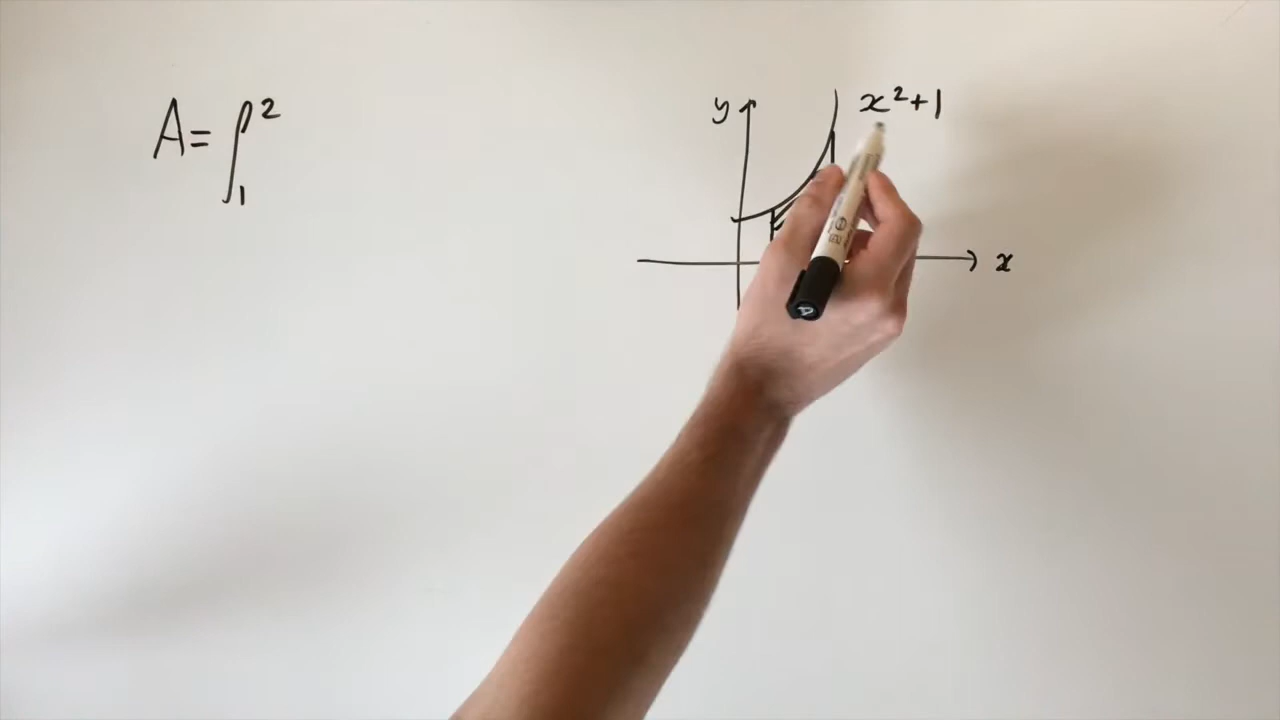 A = ∫₁²
y
x²+1
x